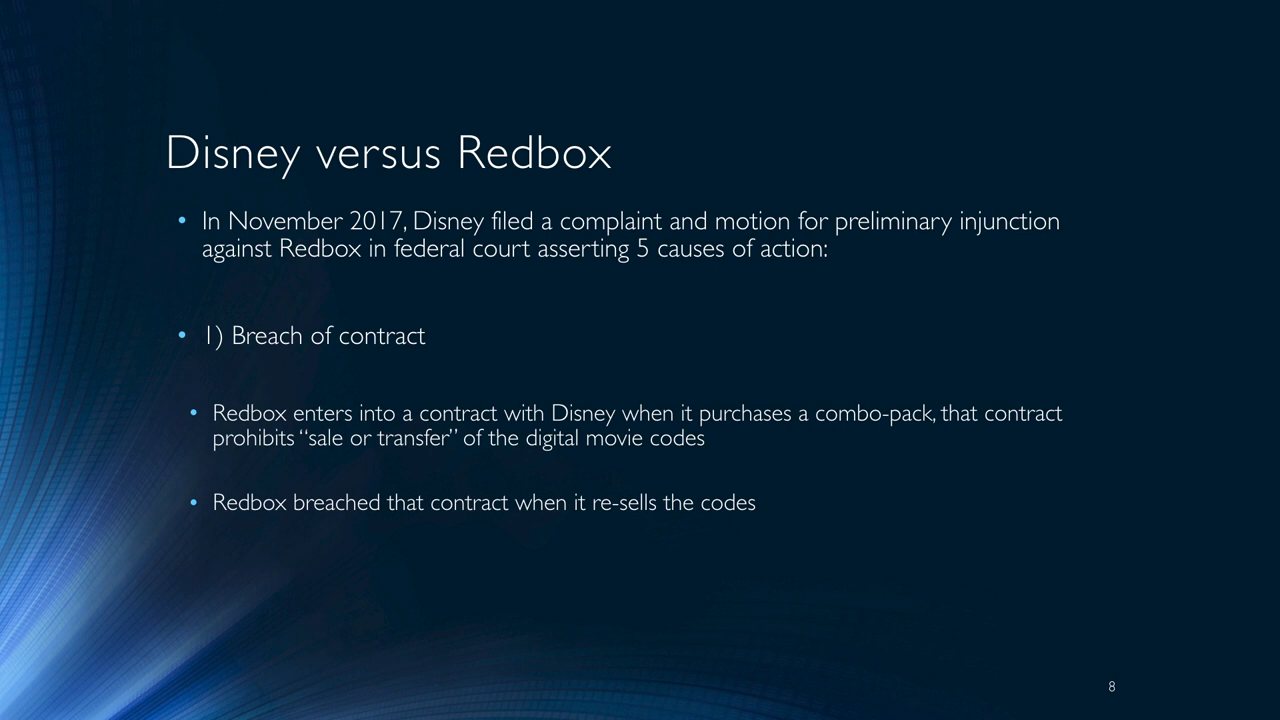 Disney versus Redbox
• In November 2017, Disney filed a complaint and motion for preliminary injunction
against Redbox in federal court asserting 5 causes of action:
• 1) Breach of contract
• Redbox enters into a contract with Disney when it purchases a combo-pack, that contract
prohibits “sale or transfer” of the digital movie codes
• Redbox breached that contract when it re-sells the codes
8